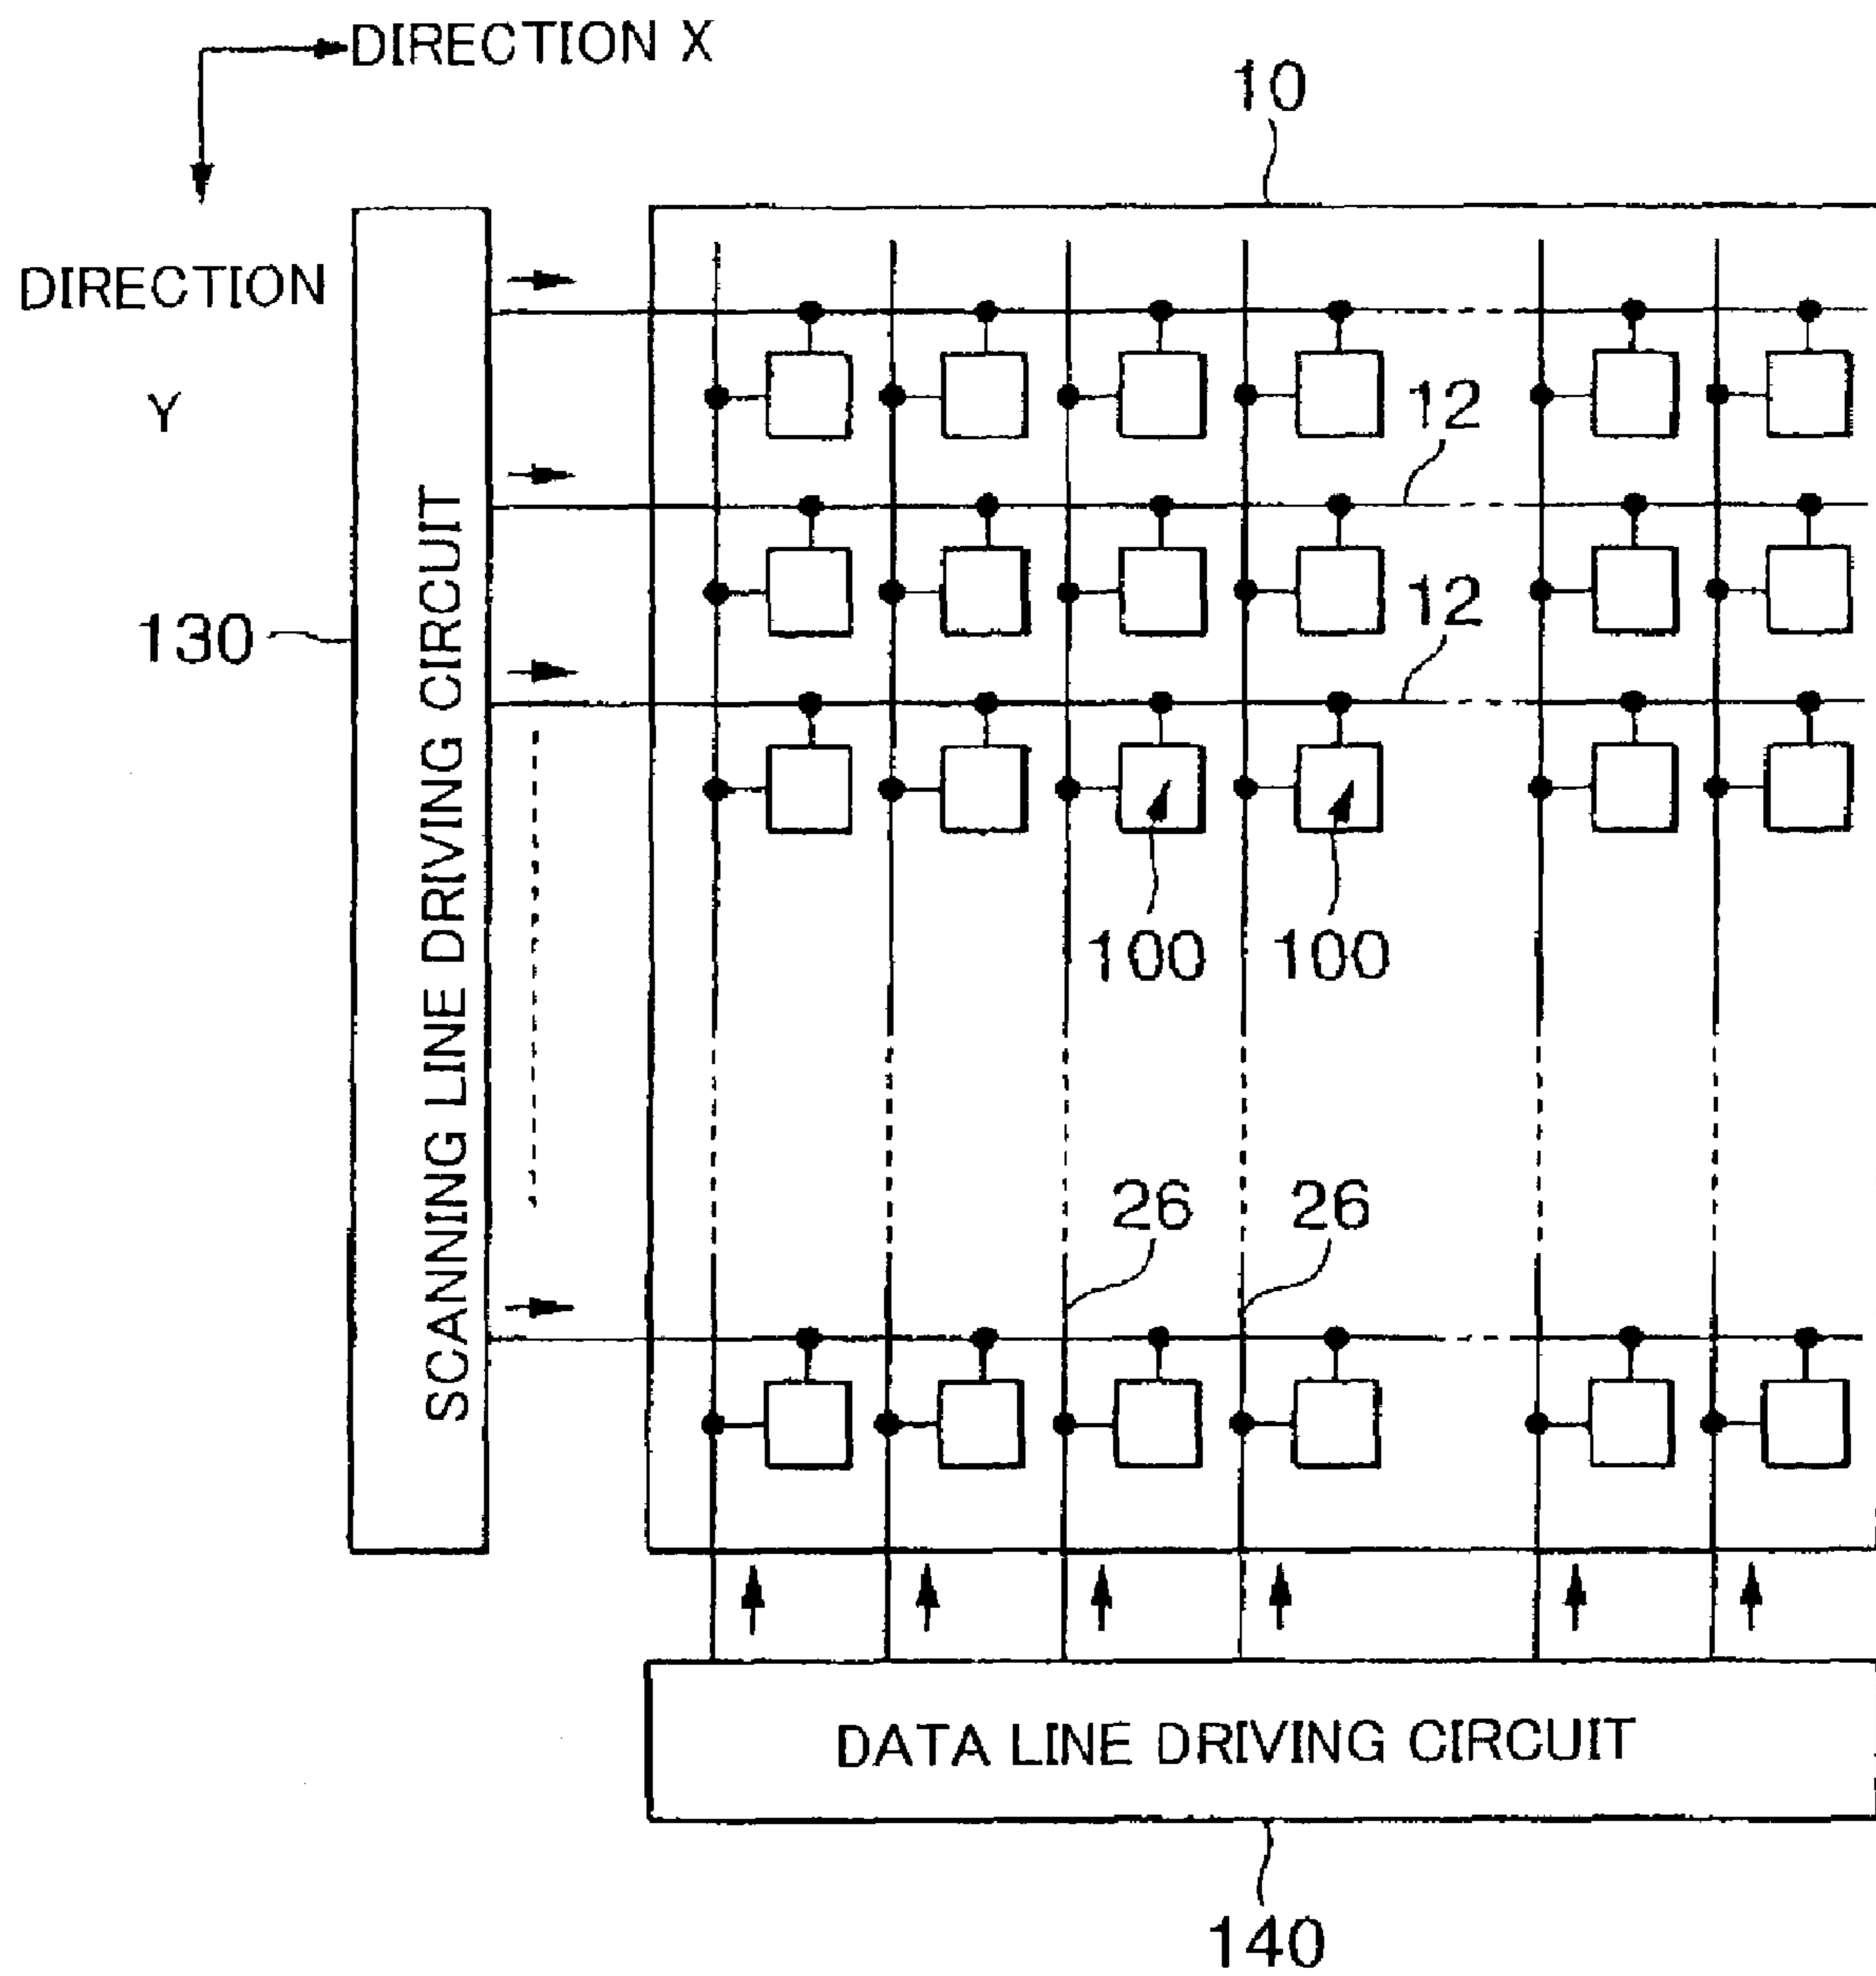 DIRECTION X
10
DIRECTION
Y
12
12
130
SCANNING LINE DRIVING CIRCUIT
100 100
26 26
DATA LINE DRIVING CIRCUIT
140